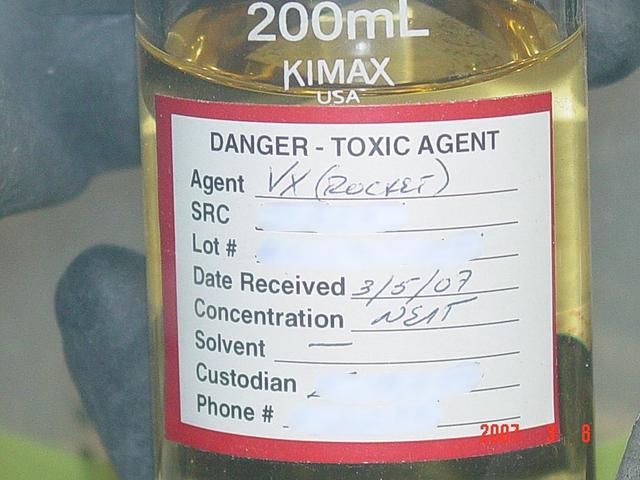 200mL
KIMAX
USA
DANGER - TOXIC AGENT
Agent VX (ROCKET)
SRC
Lot #
Date Received 3/5/07
Concentration NEAT
Solvent —
Custodian
Phone #
2007 3 8